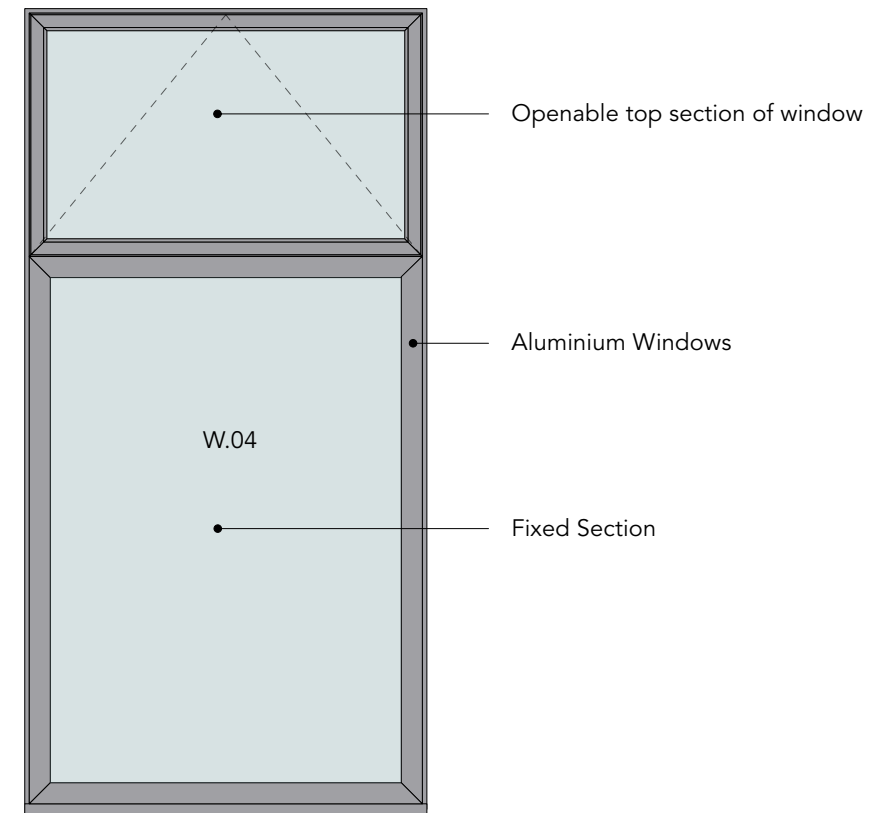 Openable top section of window
Aluminium Windows
W.04
Fixed Section